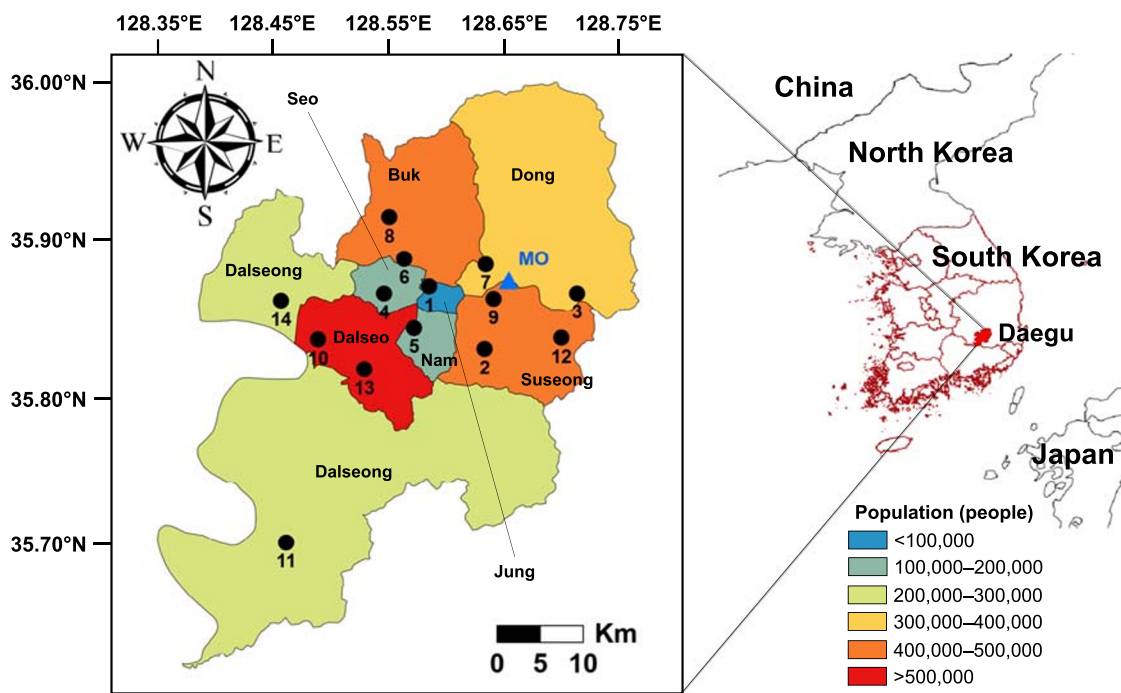 128.35°E 128.45°E 128.55°E 128.65°E 128.75°E
36.00°N
35.90°N
35.80°N
35.70°N
N
W E
S
Seo
Buk
Dong
8
6
MO
Dalseong
7
1
4
9
3
14
Dalseo
5
10
Nam
2
12
13
Suseong
Dalseong
11
Jung
Km
0 5 10
China
North Korea
South Korea
Daegu
Japan
Population (people)
<100,000
100,000–200,000
200,000–300,000
300,000–400,000
400,000–500,000
>500,000